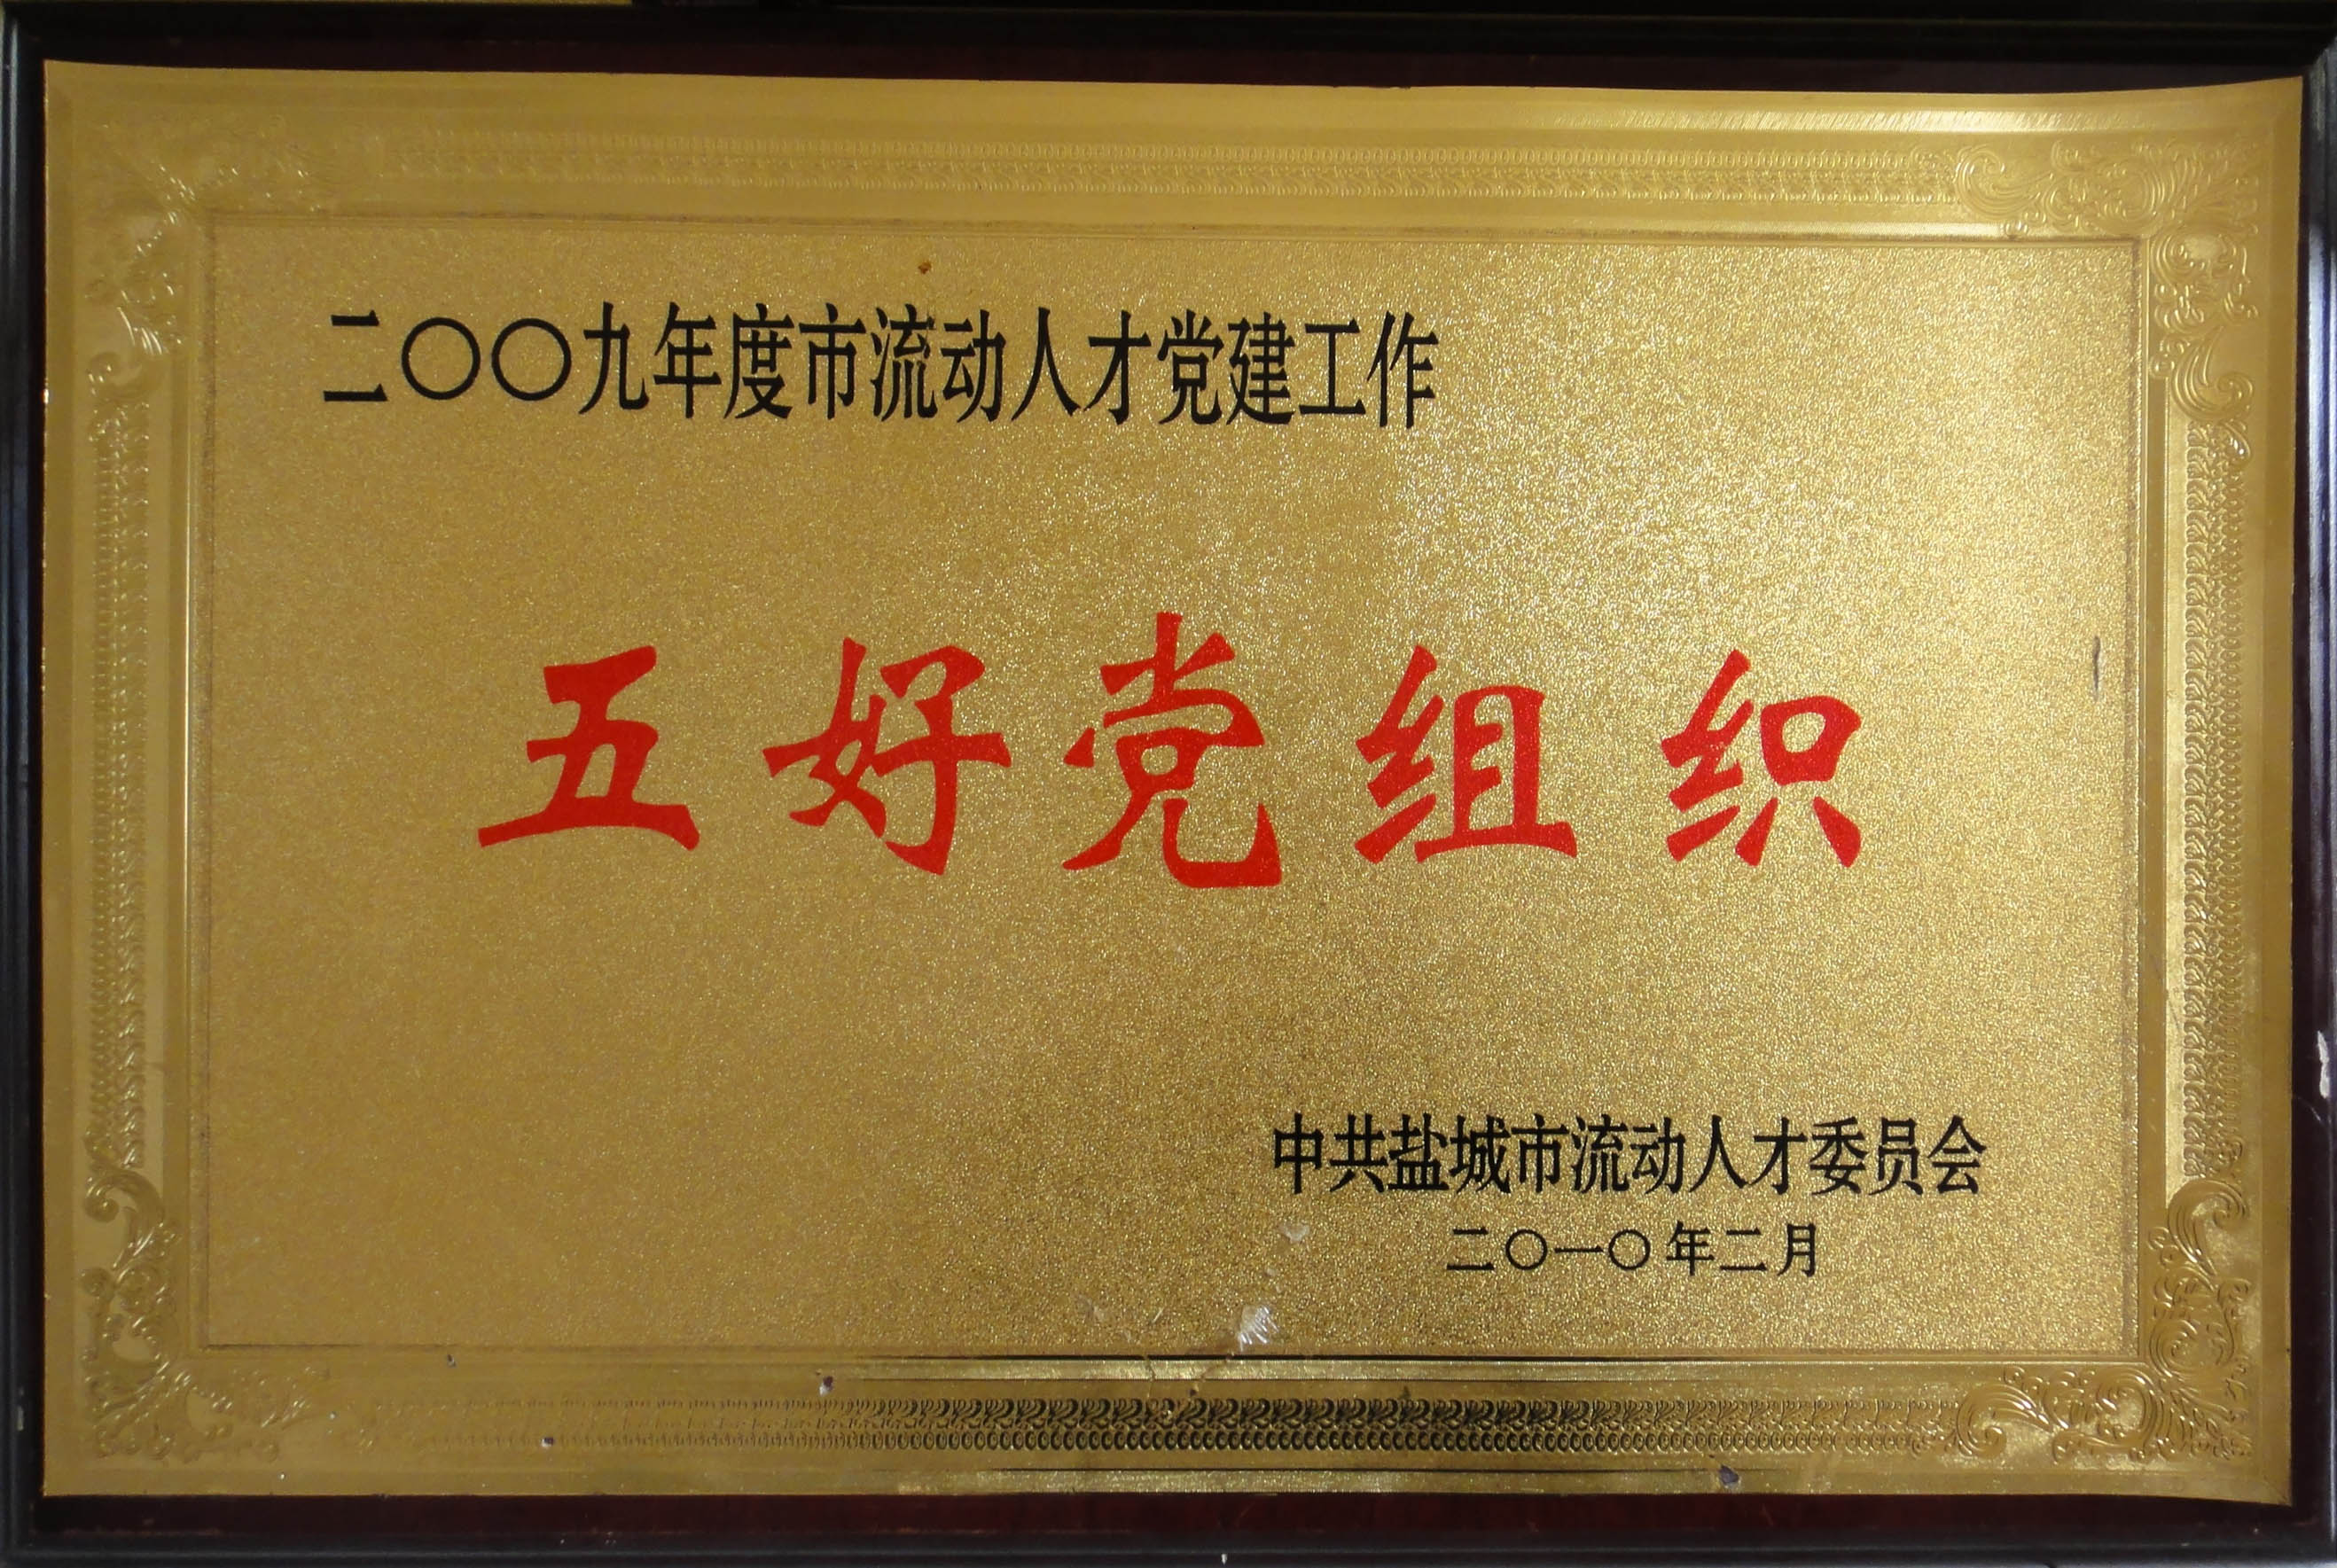 二〇〇九年度市流动人才党建工作
五好党组织
中共盐城市流动人才委员会
二〇一〇年二月